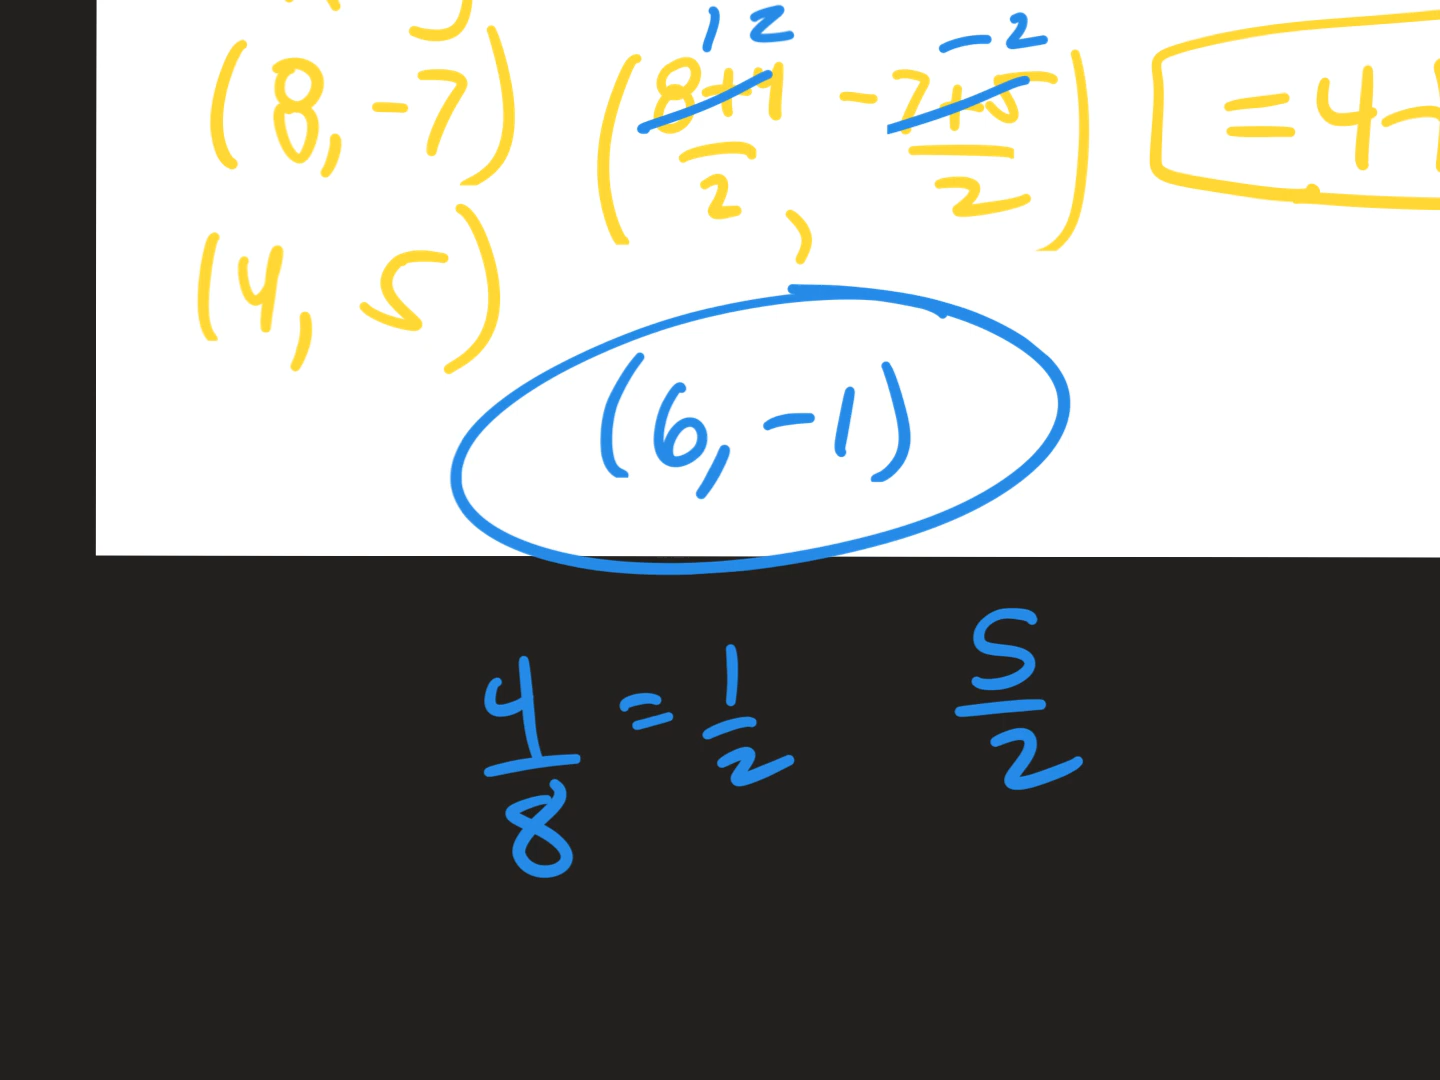 12 -2
(8, -7) (8+4/2, -7+5/2) = 4
(4, 5)
(6, -1)
4/8 = 1/2 5/2